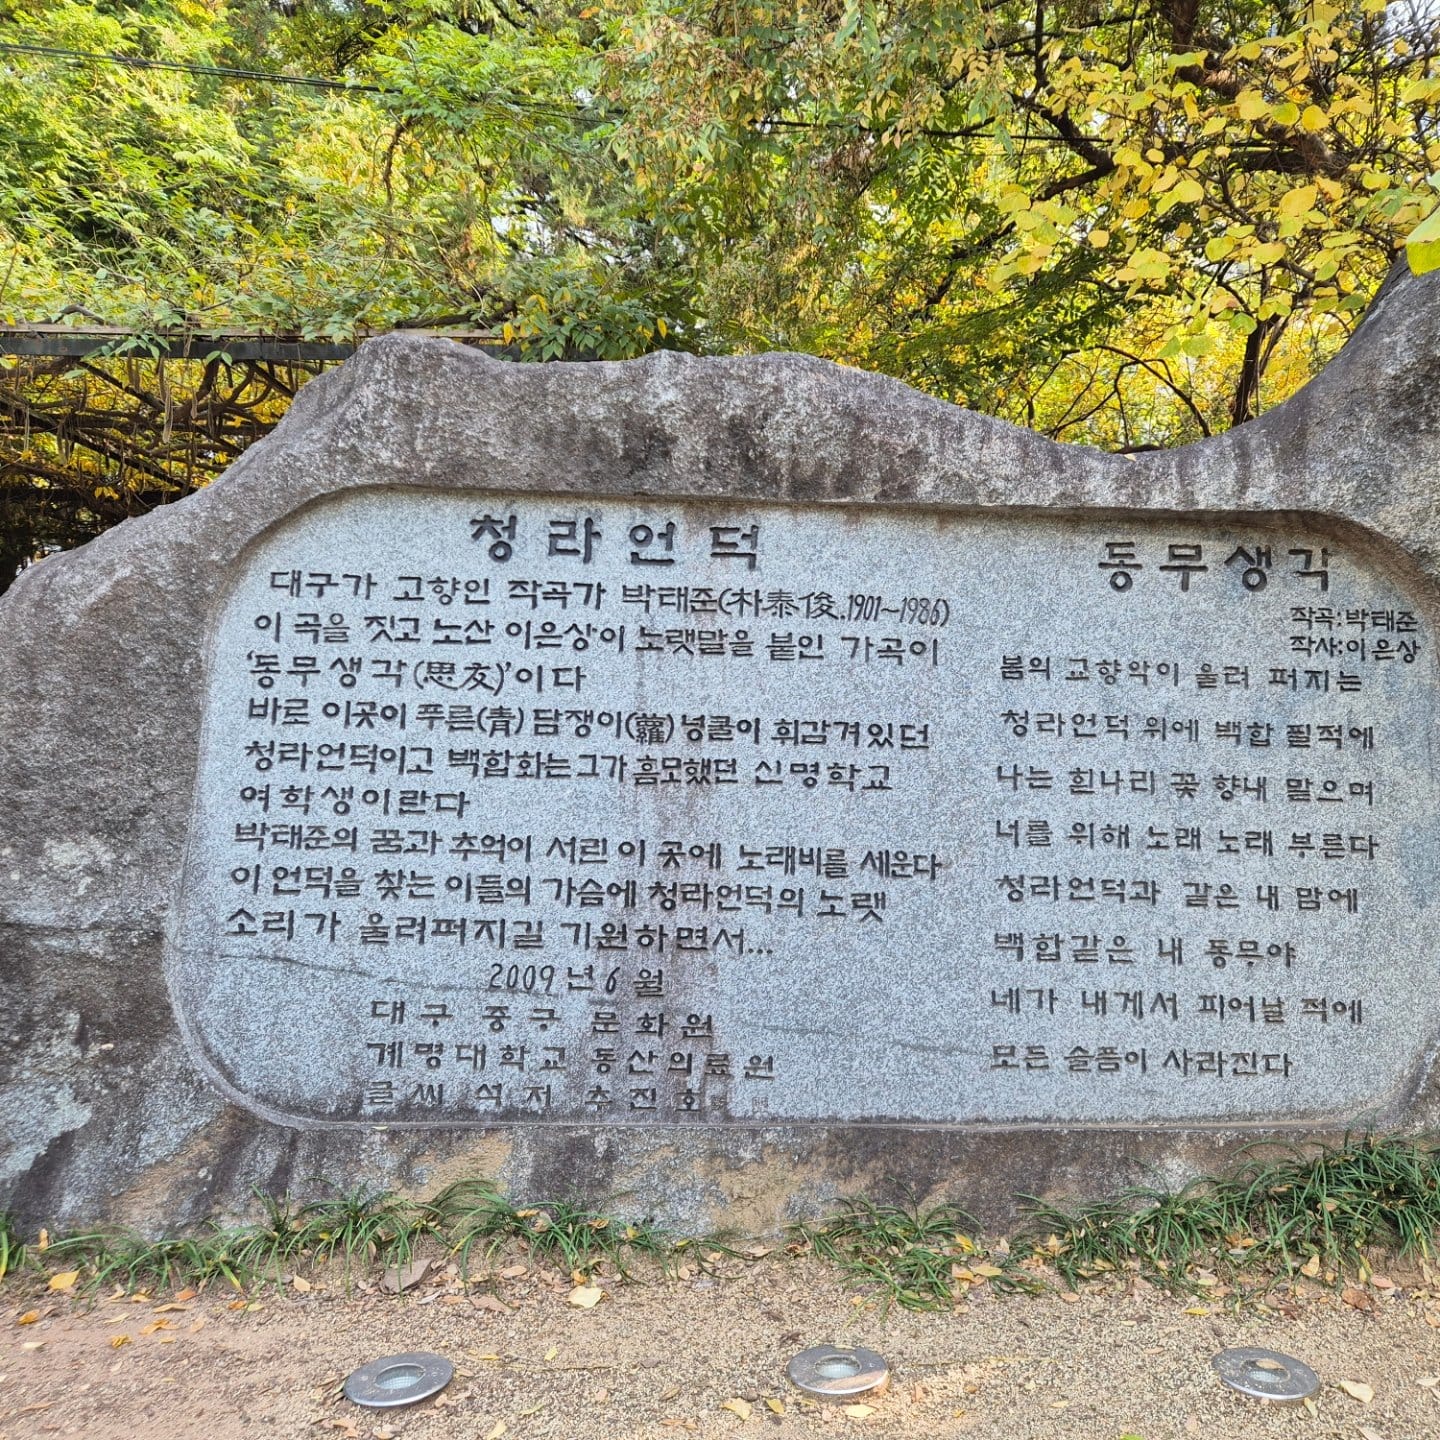 청라언덕
대구가 고향인 작곡가 박태준(朴泰俊.1901~1986)
이 곡을 짓고 노산 이은상이 노랫말을 붙인 가곡이
'동무생각(思友)'이다
바로 이곳이 푸른(靑) 담쟁이(蘿) 넝쿨이 휘감겨있던
청라언덕이고 백합화는 그가 흠모했던 신명학교
여학생이란다
박태준의 꿈과 추억이 서린 이 곳에 노래비를 세운다
이 언덕을 찾는 이들의 가슴에 청라언덕의 노랫
소리가 울려퍼지길 기원하면서...
2009년 6월
대구 중구 문화원
계명대학교 동산의료원
글씨 석저 추진호
동무생각
작곡:박태준
작사:이은상
봄의 교향악이 울려 퍼지는
청라언덕 위에 백합 필적에
나는 흰나리 꽃 향내 맡으며
너를 위해 노래 노래 부른다
청라언덕과 같은 내 맘에
백합같은 내 동무야
네가 내게서 피어날 적에
모든 슬픔이 사라진다